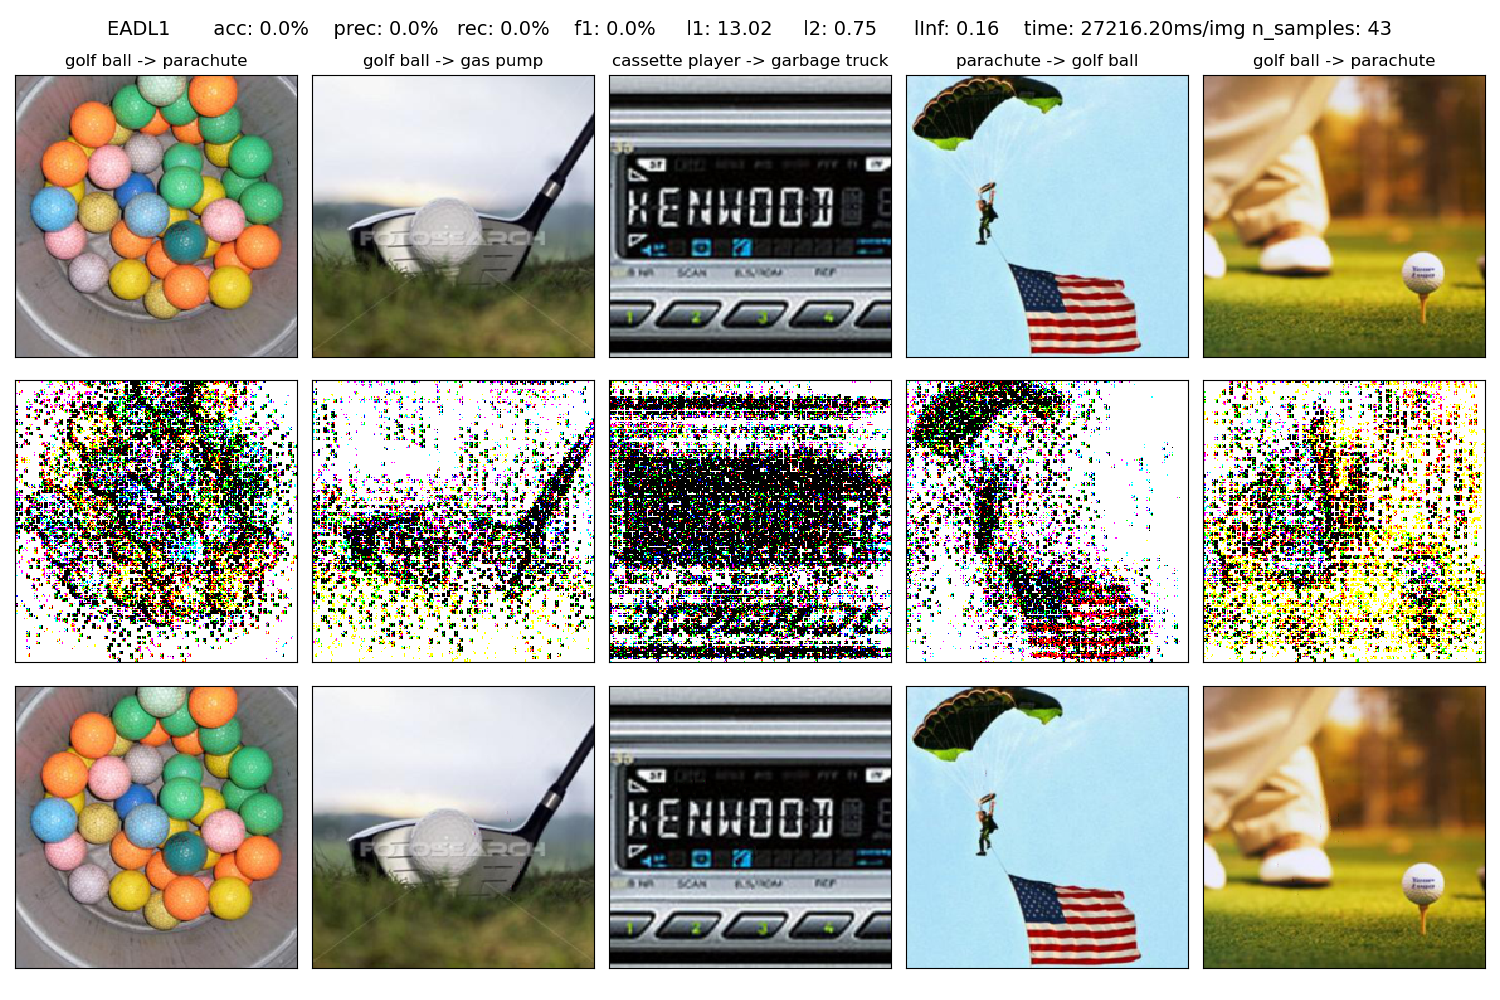 EADL1 acc: 0.0% prec: 0.0% rec: 0.0% f1: 0.0% l1: 13.02 l2: 0.75 lInf: 0.16 time: 27216.20ms/img n_samples: 43
golf ball -> parachute
golf ball -> gas pump
cassette player -> garbage truck
parachute -> golf ball
golf ball -> parachute
FOTOSEARCH
KENWOOD
SCAN
1 2 3 4
FOTOSEARCH
KENWOOD
SCAN
1 2 3 4